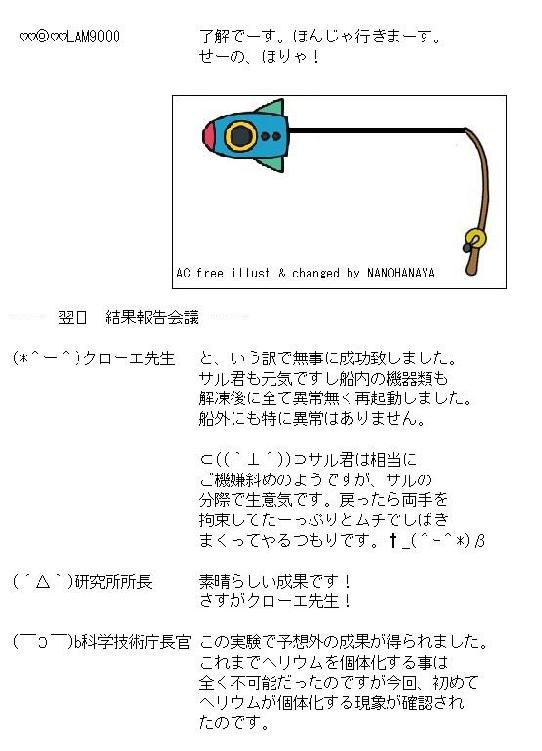 ∞◎∞LAM9000 了解でーす。ほんじゃ行きまーす。
せーの、ほりゃ！
AC free illust & changed by NANOHANAYA
翌日 結果報告会議
(*＾ー＾)クローエ先生 と、いう訳で無事に成功致しました。
サル君も元気ですし船内の機器類も
解凍後に全て異常無く再起動しました。
船外にも特に異常はありません。
⊂((｀⊥´))⊃サル君は相当に
ご機嫌斜めのようですが、サルの
分際で生意気です。戻ったら両手を
拘束してたーっぷりとムチでしばき
まくってやるつもりです。†_(＾-＾*)β
(´△｀)研究所所長 素晴らしい成果です！
さすがクローエ先生！
(￣ɔ￣)b科学技術庁長官 この実験で予想外の成果が得られました。
これまでヘリウムを個体化する事は
全く不可能だったのですが今回、初めて
ヘリウムが個体化する現象が確認され
たのです。